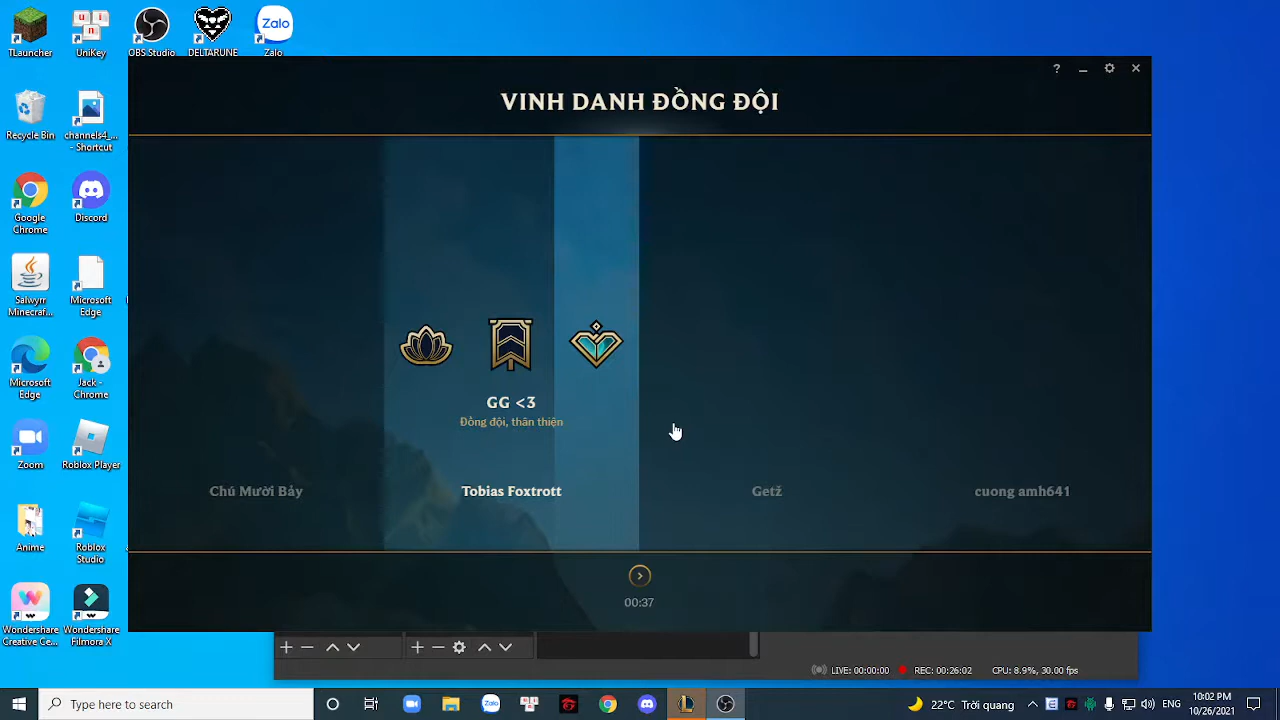 TLauncher
UniKey
OBS Studio
DELTARUNE
Zalo
Zalo
Recycle Bin
channels4_...
- Shortcut
Google
Chrome
Discord
Salwyrr
Minecraf...
Microsoft
Edge
Microsoft
Edge
Jack -
Chrome
Zoom
Roblox Player
Anime
Roblox
Studio
Wondershare
Creative Ce...
Wondershare
Filmora X
?
VINH DANH ĐỒNG ĐỘI
GG <3
Đồng đội, thân thiện
Chú Mười Bảy
Tobias Foxtrott
Getž
cuong amh641
00:37
LIVE: 00:00:00
REC: 00:26:02
CPU: 8.9%, 30.00 fps
Type here to search
22°C Trời quang
ENG
10:02 PM
10/26/2021